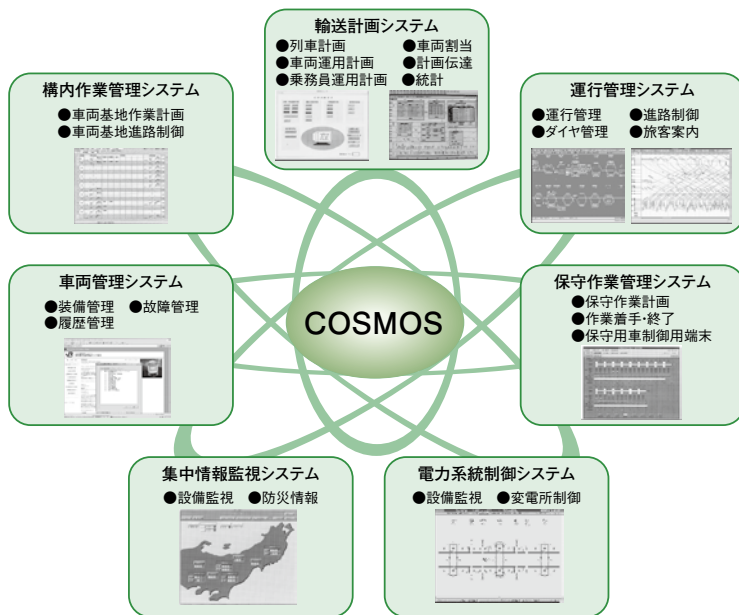 輸送計画システム
●列車計画 ●車両割当
●車両運用計画 ●計画伝達
●乗務員運用計画 ●統計
構内作業管理システム
●車両基地作業計画
●車両基地進路制御
運行管理システム
●運行管理 ●進路制御
●ダイヤ管理 ●旅客案内
車両管理システム
●装備管理 ●故障管理
●履歴管理
COSMOS
保守作業管理システム
●保守作業計画
●作業着手・終了
●保守用車制御用端末
集中情報監視システム
●設備監視 ●防災情報
電力系統制御システム
●設備監視 ●変電所制御